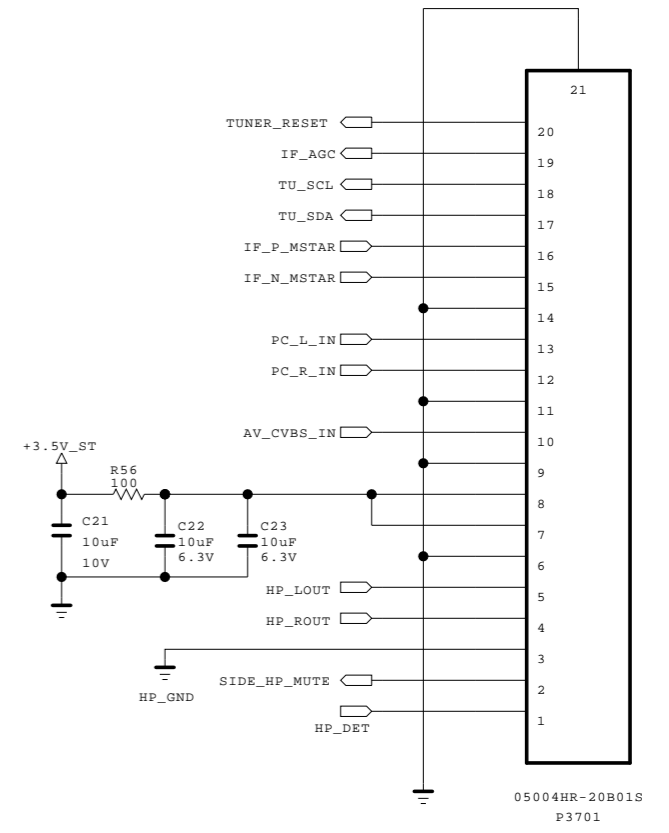 21
TUNER_RESET
20
IF_AGC
19
TU_SCL
18
TU_SDA
17
IF_P_MSTAR
16
IF_N_MSTAR
15
14
PC_L_IN
13
PC_R_IN
12
11
AV_CVBS_IN
10
+3.5V_ST
9
R56
100
8
C21
10uF
10V
C22
10uF
6.3V
C23
10uF
6.3V
7
6
HP_LOUT
5
HP_ROUT
4
3
HP_GND
SIDE_HP_MUTE
2
HP_DET
1
05004HR-20B01S
P3701